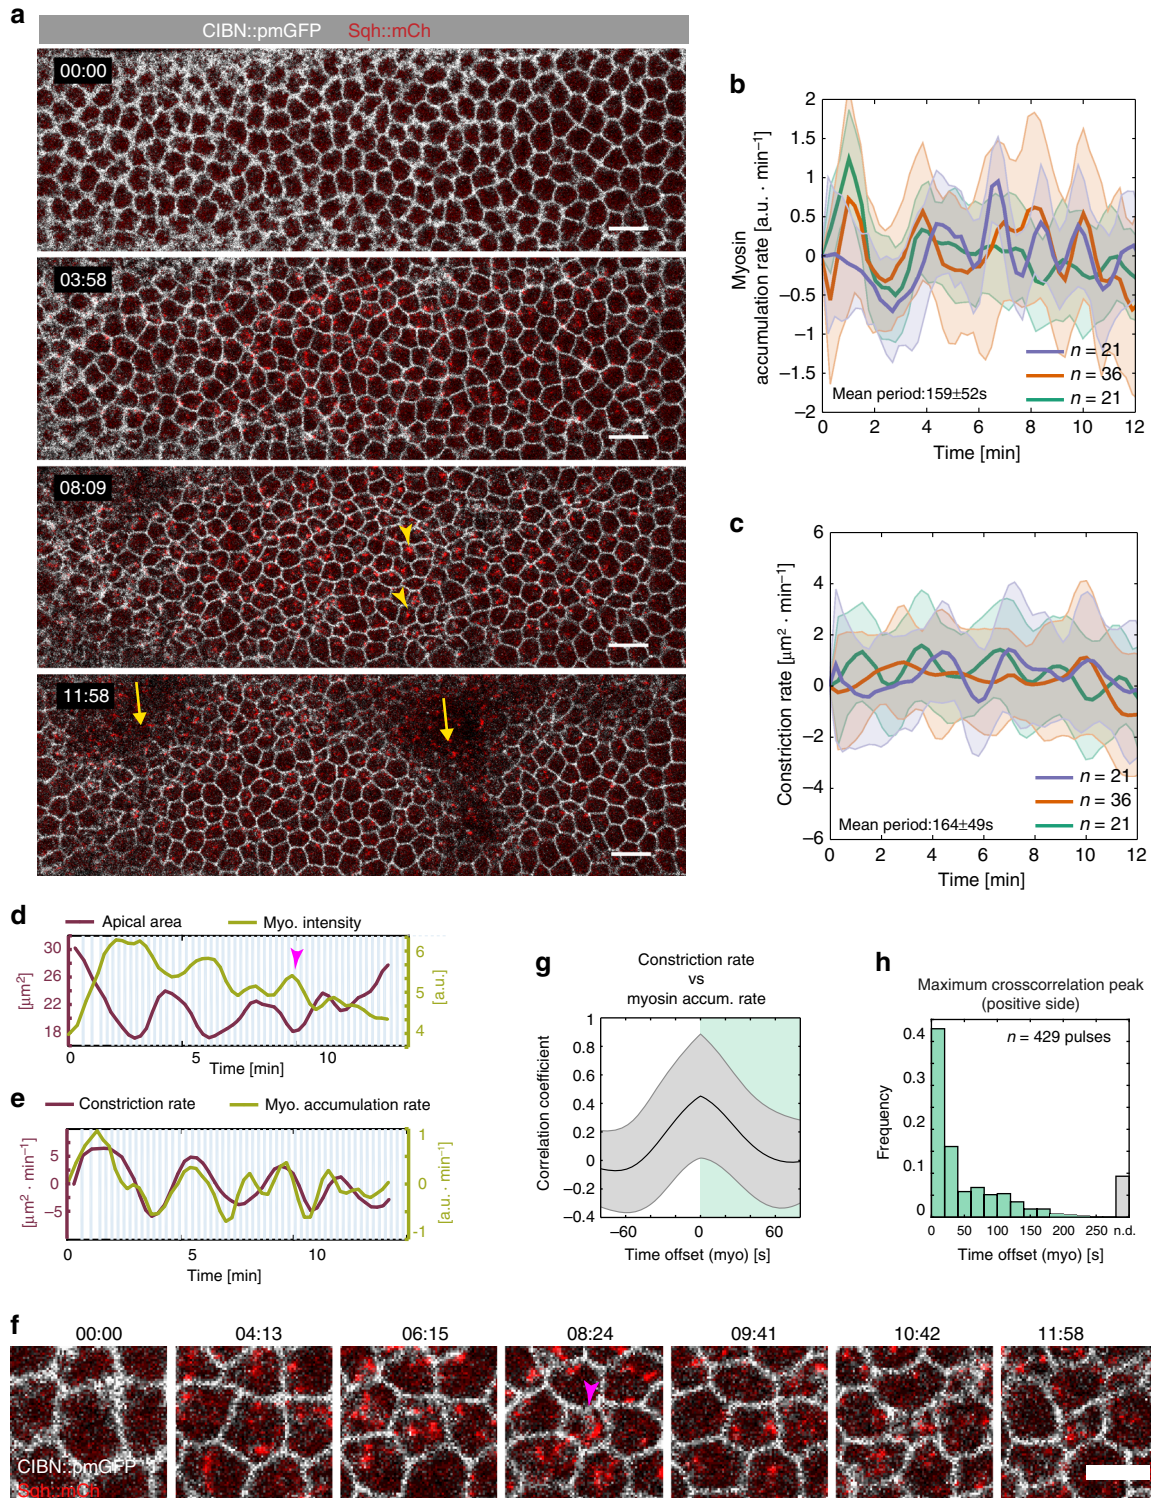 a
CIBN::pmGFP Sqh::mCh
00:00
03:58
08:09
11:58
b
Myosin
accumulation rate [a.u. · min⁻¹]
2
1.5
1
0.5
0
−0.5
−1
−1.5
−2
n = 21
n = 36
n = 21
Mean period:159±52s
0 2 4 6 8 10 12
Time [min]
c
Constriction rate [μm² · min⁻¹]
6
4
2
0
−2
−4
−6
n = 21
n = 36
n = 21
Mean period:164±49s
0 2 4 6 8 10 12
Time [min]
d
Apical area Myo. intensity
[μm²]
30
26
22
18
6
5
4
[a.u.]
0 5 10
Time [min]
e
Constriction rate Myo. accumulation rate
[μm² · min⁻¹]
5
0
−5
1
0
-1
[a.u. · min⁻¹]
0 5 10
Time [min]
g
Constriction rate
vs
myosin accum. rate
Correlation coefficient
1
0.8
0.6
0.4
0.2
0
−0.2
−0.4
−60 0 60
Time offset (myo) [s]
h
Maximum crosscorrelation peak
(positive side)
n = 429 pulses
Frequency
0.4
0.3
0.2
0.1
0
0 50 100 150 200 250 n.d.
Time offset (myo) [s]
f
00:00 04:13 06:15 08:24 09:41 10:42 11:58
CIBN::pmGFP
Sqh::mCh